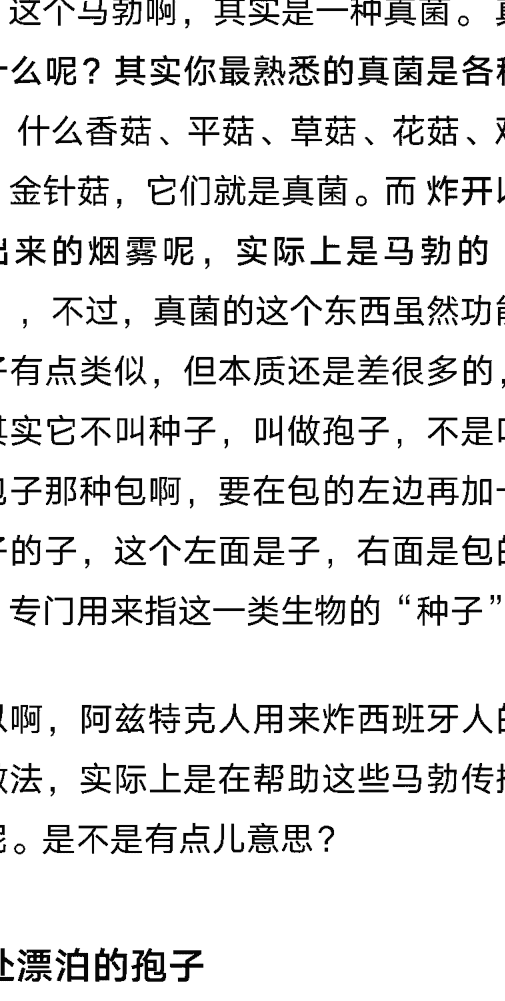 这个马勃啊，其实是一种真菌。
么呢？其实你最熟悉的真菌是各
什么香菇、平菇、草菇、花菇、
金针菇，它们就是真菌。而 炸开
来的烟雾呢，实际上是马勃的
，不过，真菌的这个东西虽然功
有点类似，但本质还是差很多的，
实它不叫种子，叫做孢子，不是
子那种包啊，要在包的左边再加
的子，这个左面是子，右面是包
专门用来指这一类生物的“种子”
啊，阿兹特克人用来炸西班牙人
法，实际上是在帮助这些马勃传
。是不是有点儿意思？
漂泊的孢子